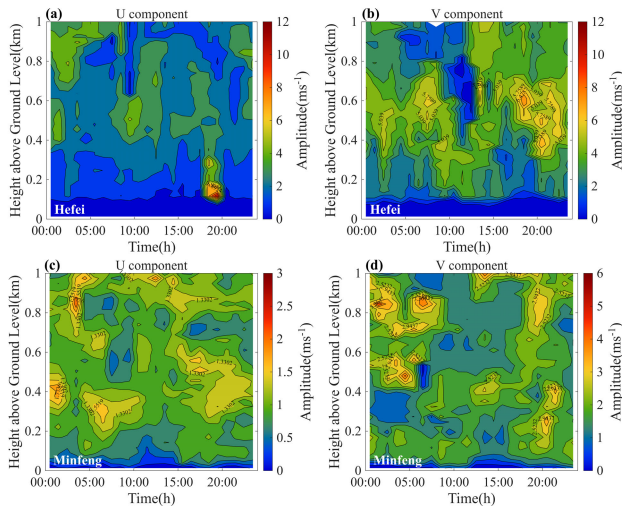 (a) U component
Height above Ground Level(km)
1
0.8
0.6
0.4
0.2
0
Hefei
00:00 05:00 10:00 15:00 20:00
Time(h)
12
10
8
6
4
2
0
Amplitude(ms-1)
(b) V component
Height above Ground Level(km)
1
0.8
0.6
0.4
0.2
0
Hefei
00:00 05:00 10:00 15:00 20:00
Time(h)
12
10
8
6
4
2
0
Amplitude(ms-1)
(c) U component
Height above Ground Level(km)
1
0.8
0.6
0.4
0.2
0
Minfeng
00:00 05:00 10:00 15:00 20:00
Time(h)
3
2.5
2
1.5
1
0.5
0
Amplitude(ms-1)
(d) V component
Height above Ground Level(km)
1
0.8
0.6
0.4
0.2
0
Minfeng
00:00 05:00 10:00 15:00 20:00
Time(h)
6
5
4
3
2
1
0
Amplitude(ms-1)